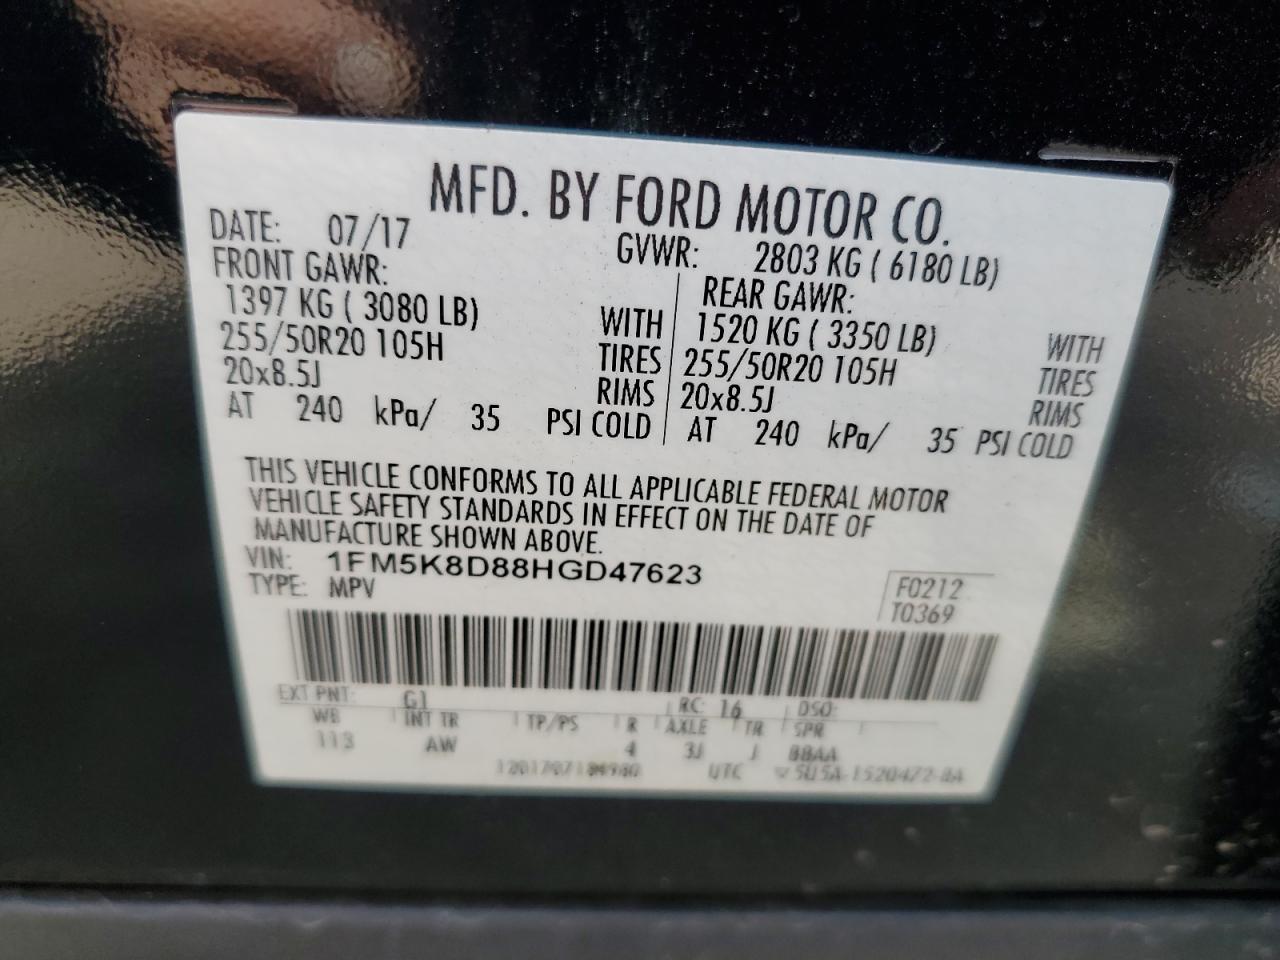 MFD. BY FORD MOTOR CO.
DATE: 07/17 GVWR: 2803 KG ( 6180 LB)
FRONT GAWR: REAR GAWR:
1397 KG ( 3080 LB) WITH 1520 KG ( 3350 LB) WITH
255/50R20 105H TIRES 255/50R20 105H TIRES
20x8.5J RIMS 20x8.5J RIMS
AT 240 kPa/ 35 PSI COLD AT 240 kPa/ 35 PSI COLD
THIS VEHICLE CONFORMS TO ALL APPLICABLE FEDERAL MOTOR
VEHICLE SAFETY STANDARDS IN EFFECT ON THE DATE OF
MANUFACTURE SHOWN ABOVE.
VIN: 1FM5K8D88HGD47623
TYPE: MPV F0212
T0369
EXT PNT: G1 RC: 16 DSO:
WB INT TR TP/PS R AXLE TR SPR
113 AW 4 3J J BBAA
UTC